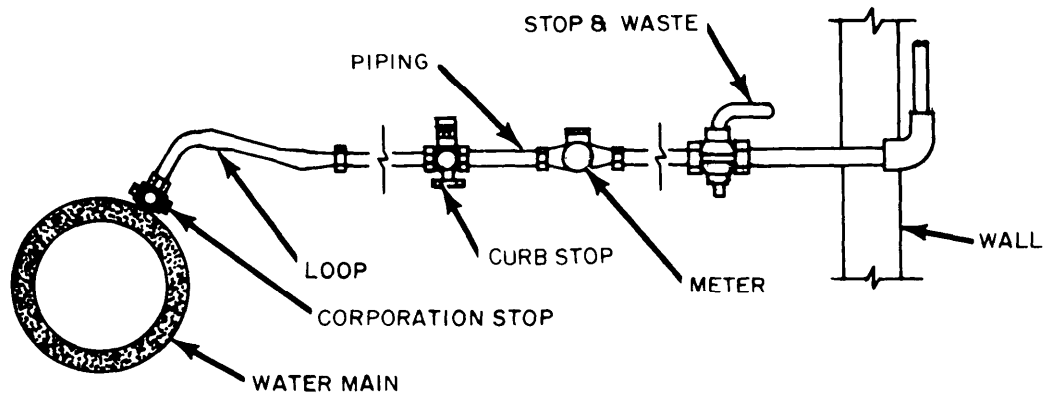 STOP & WASTE
PIPING
WALL
CURB STOP
LOOP
METER
CORPORATION STOP
WATER MAIN